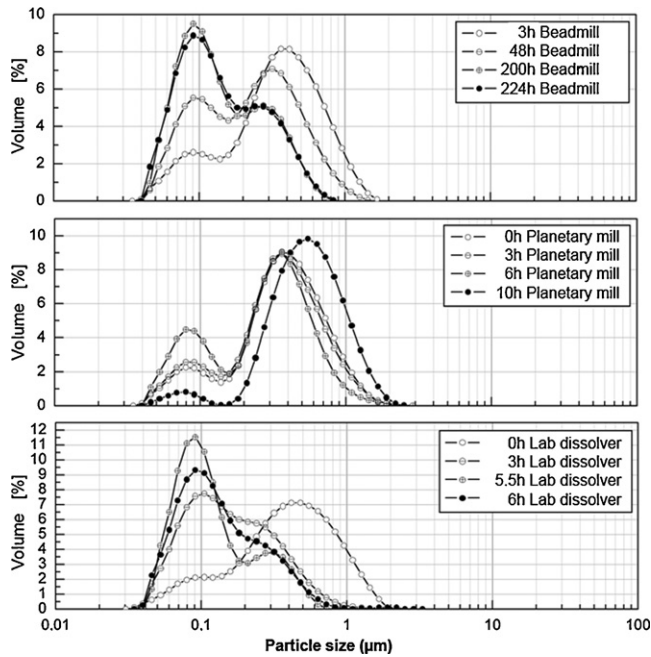 10
8
6
4
2
0
Volume [%]
3h Beadmill
48h Beadmill
200h Beadmill
224h Beadmill
10
8
6
4
2
0
Volume [%]
0h Planetary mill
3h Planetary mill
6h Planetary mill
10h Planetary mill
12
11
10
9
8
7
6
5
4
3
2
1
0
Volume [%]
0h Lab dissolver
3h Lab dissolver
5.5h Lab dissolver
6h Lab dissolver
0.01 0,1 1 10 100
Particle size (µm)